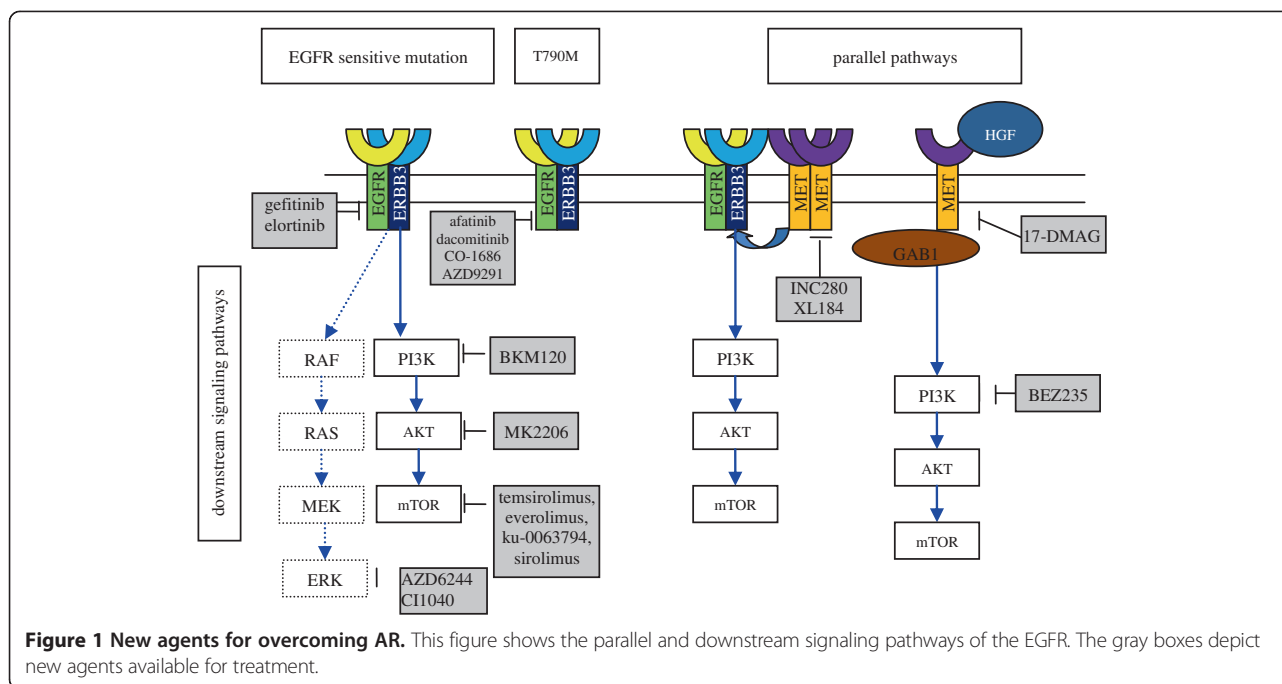 EGFR sensitive mutation
T790M
parallel pathways
HGF
EGFR
ERBB3
EGFR
ERBB3
EGFR
ERBB3
MET
MET
MET
gefitinib
elortinib
afatinib
dacomitinib
CO-1686
AZD9291
17-DMAG
GAB1
INC280
XL184
downstream signaling pathways
RAF
PI3K
BKM120
PI3K
PI3K
BEZ235
RAS
AKT
MK2206
AKT
AKT
MEK
mTOR
temsirolimus,
everolimus,
ku-0063794,
sirolimus
mTOR
mTOR
ERK
AZD6244
CI1040
Figure 1 New agents for overcoming AR. This figure shows the parallel and downstream signaling pathways of the EGFR. The gray boxes depict
new agents available for treatment.